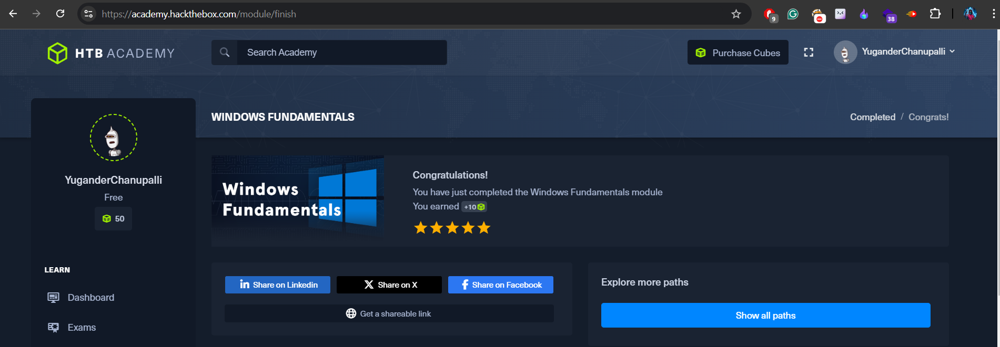 https://academy.hackthebox.com/module/finish
9
38
HTB ACADEMY
Search Academy
Purchase Cubes
YuganderChanupalli
WINDOWS FUNDAMENTALS
Completed / Congrats!
YuganderChanupalli
Free
50
LEARN
Dashboard
Exams
Windows
Fundamentals
Congratulations!
You have just completed the Windows Fundamentals module
You earned +10
in Share on Linkedin
X Share on X
f Share on Facebook
Get a shareable link
Explore more paths
Show all paths